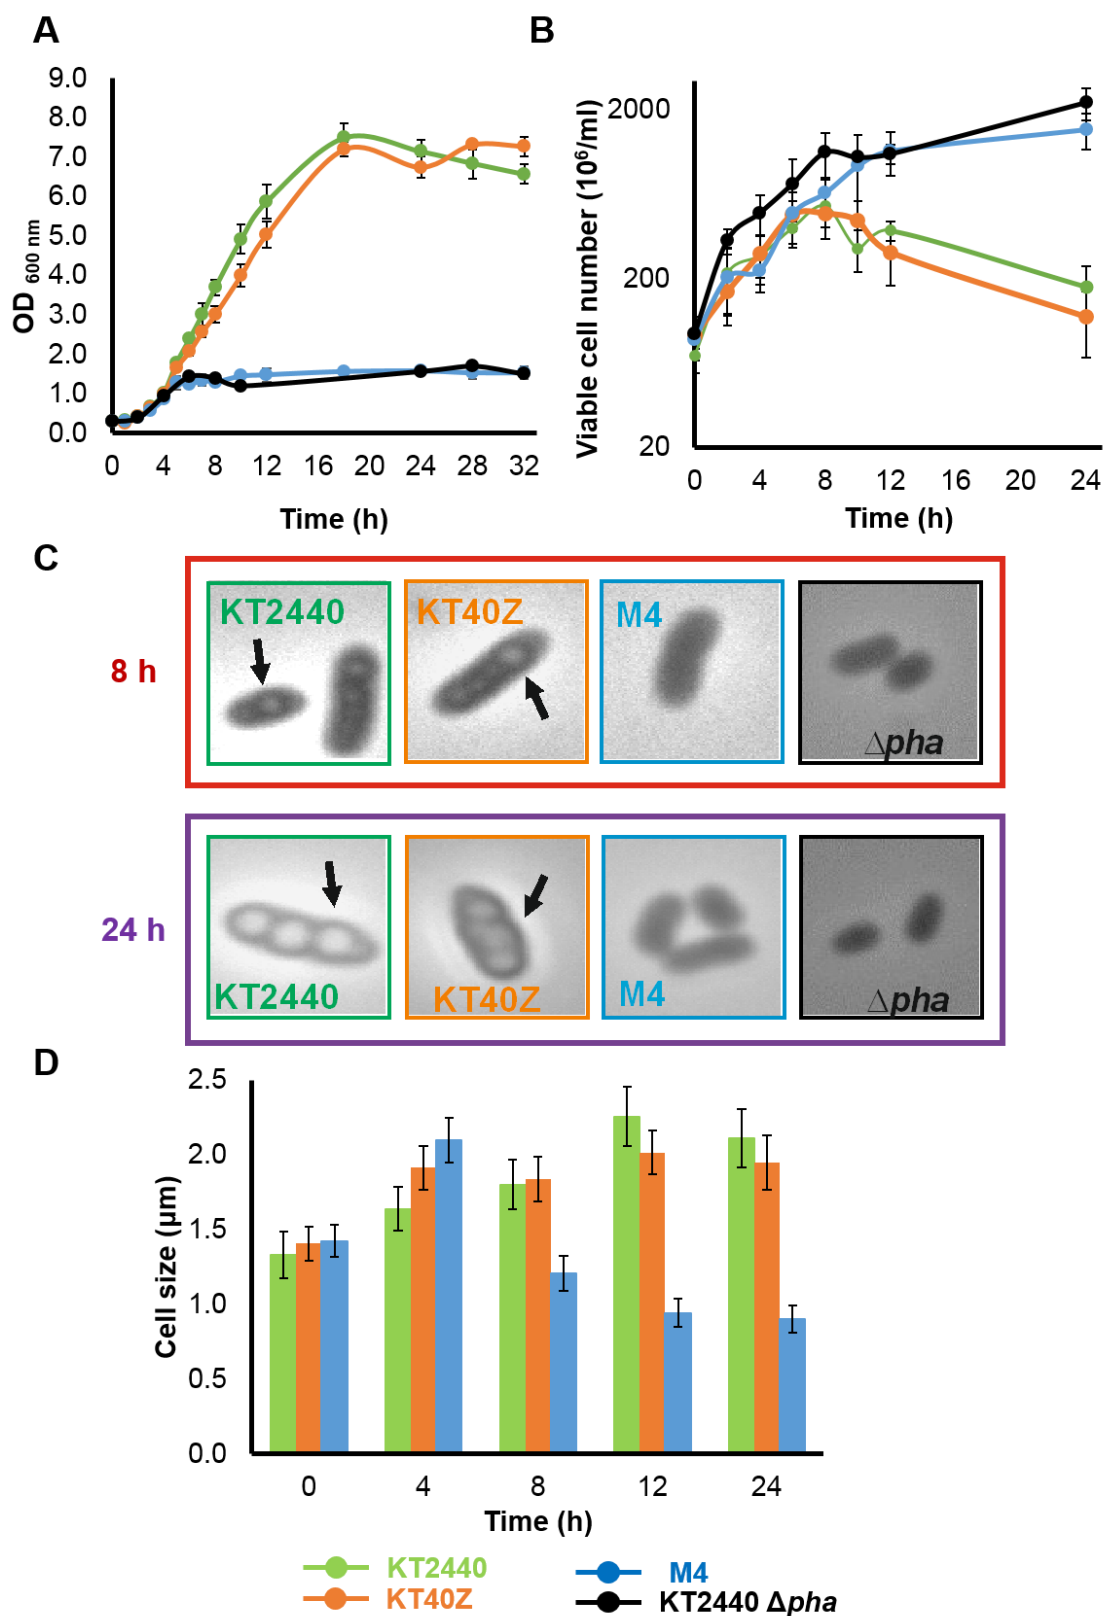 A
9.0
8.0
7.0
6.0
5.0
4.0
3.0
2.0
1.0
0.0
OD 600 nm
0 4 8 12 16 20 24 28 32
Time (h)
B
2000
200
20
Viable cell number (10⁶/ml)
0 4 8 12 16 20 24
Time (h)
C
8 h
KT2440
KT40Z
M4
Δpha
24 h
KT2440
KT40Z
M4
Δpha
D
2.5
2.0
1.5
1.0
0.5
0.0
Cell size (μm)
0 4 8 12 24
Time (h)
KT2440
KT40Z
M4
KT2440 Δpha